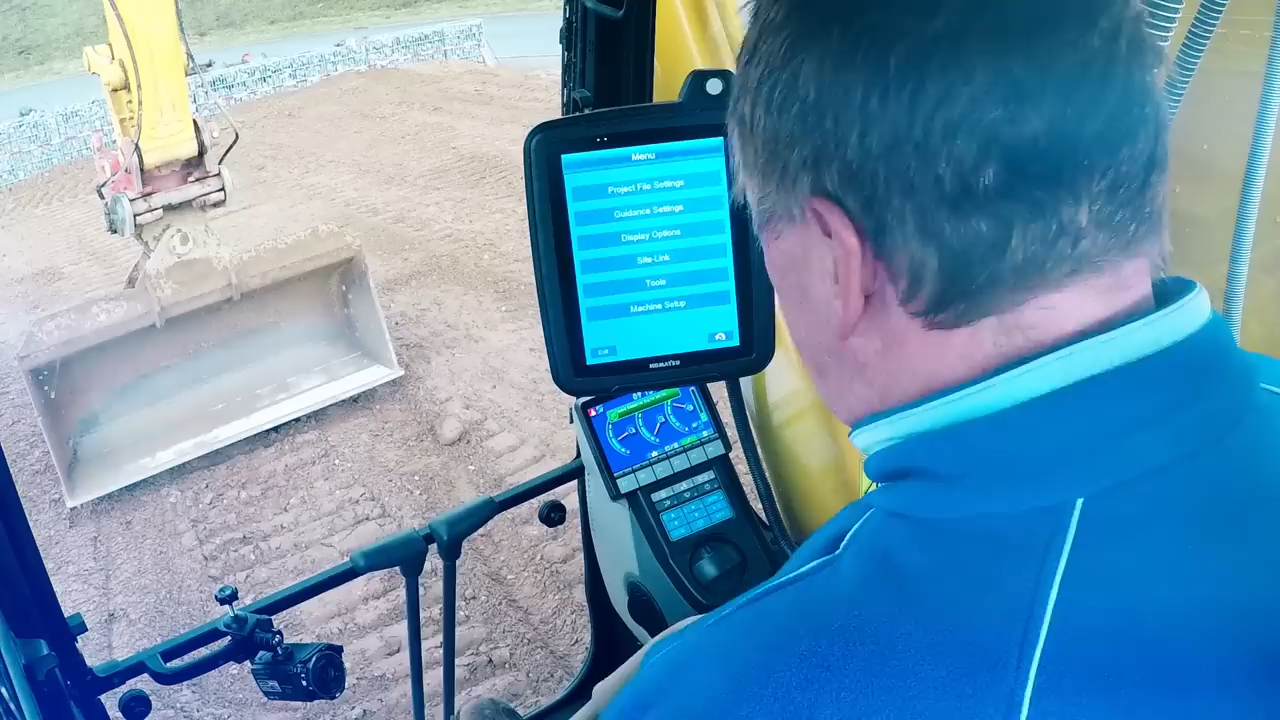 Menu
Project File Settings
Guidance Settings
Display Options
Site-Link
Tools
Machine Setup
Exit
KOMATSU